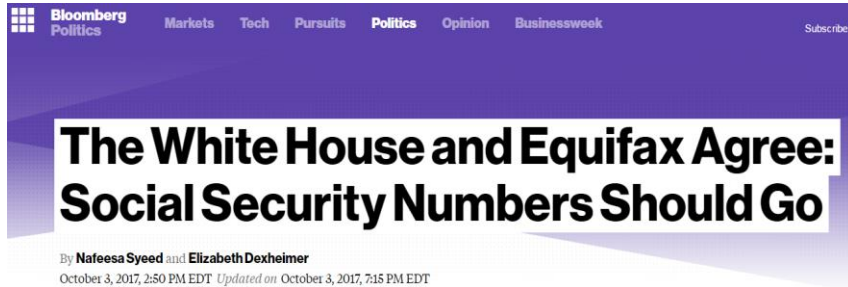 Bloomberg
Politics
Markets Tech Pursuits Politics Opinion Businessweek
Subscribe
The White House and Equifax Agree:
Social Security Numbers Should Go
By Nafeesa Syeed and Elizabeth Dexheimer
October 3, 2017, 2:50 PM EDT Updated on October 3, 2017, 7:15 PM EDT